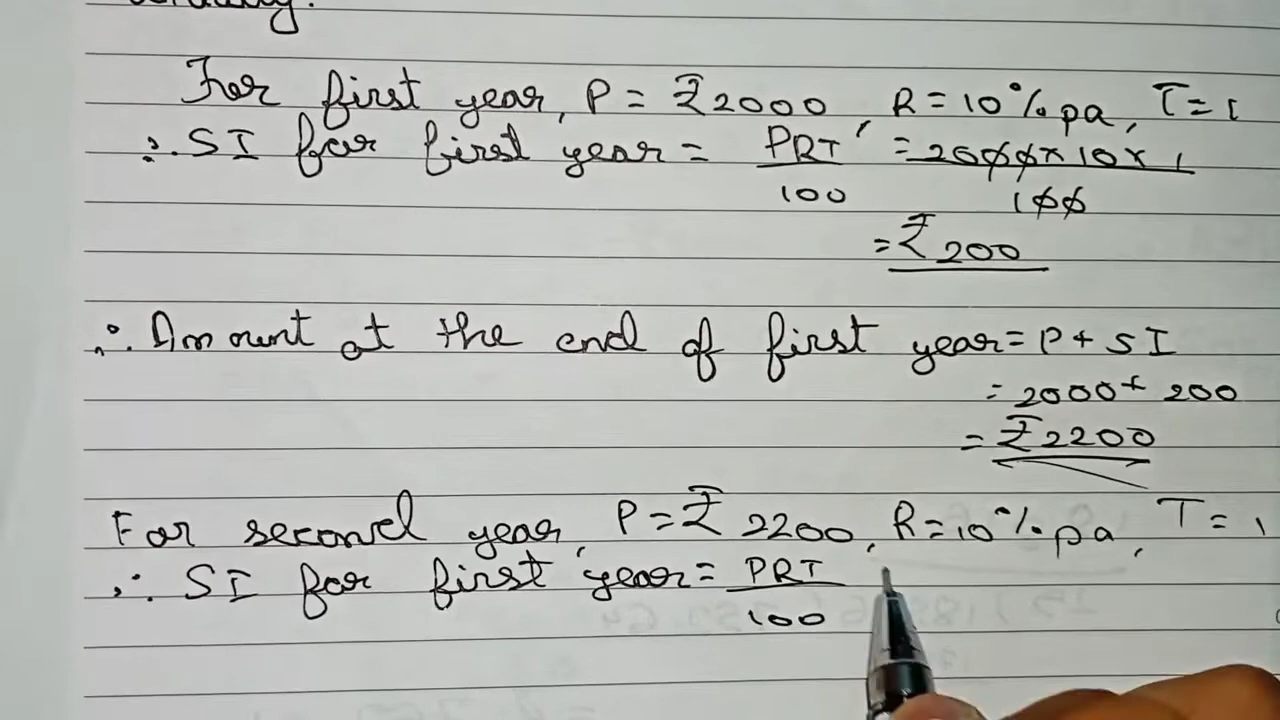 For first year, P = ₹2000, R = 10% pa, T = 1
∴ SI for first year = PRT/100 = 2000 × 10 × 1/100
= ₹200
∴ Amount at the end of first year = P + SI
= 2000 + 200
= ₹2200
For second year, P = ₹2200, R = 10% pa, T = 1
∴ SI for first year = PRT/100